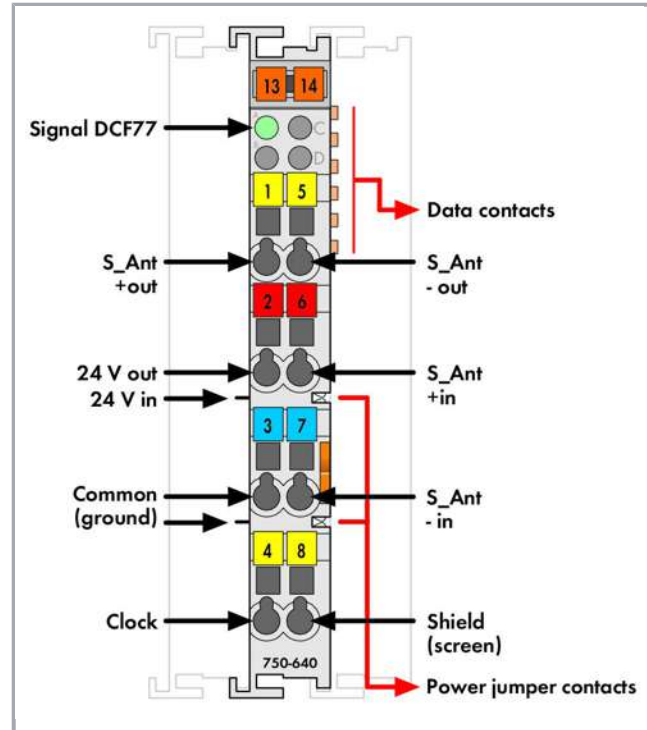 13 14
Signal DCF77
A
C
B
D
1 5
Data contacts
S_Ant
+out
S_Ant
- out
2 6
24 V out
24 V in
S_Ant
+in
3 7
Common
(ground)
S_Ant
- in
4 8
Clock
Shield
(screen)
750-640
Power jumper contacts